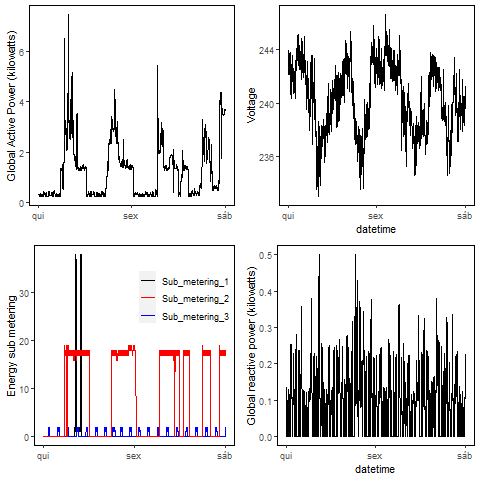 Global Active Power (kilowatts)
6
4
2
0
qui
sex
sáb
Voltage
244
240
236
qui
sex
sáb
datetime
Energy sub metering
30
20
10
0
Sub_metering_1
Sub_metering_2
Sub_metering_3
qui
sex
sáb
Global reactive power (kilowatts)
0.5
0.4
0.3
0.2
0.1
0.0
qui
sex
sáb
datetime